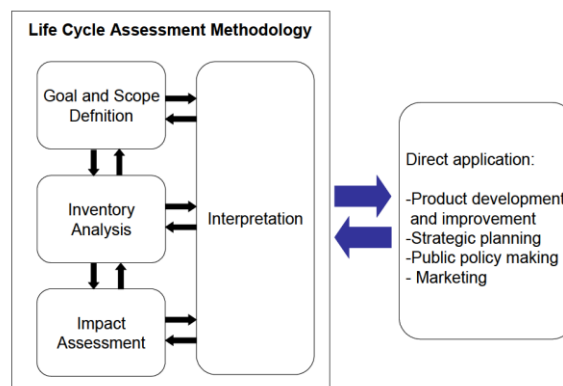 Life Cycle Assessment Methodology
Goal and Scope
Defnition
Inventory
Analysis
Impact
Assessment
Interpretation
Direct application:
-Product development
and improvement
-Strategic planning
-Public policy making
- Marketing